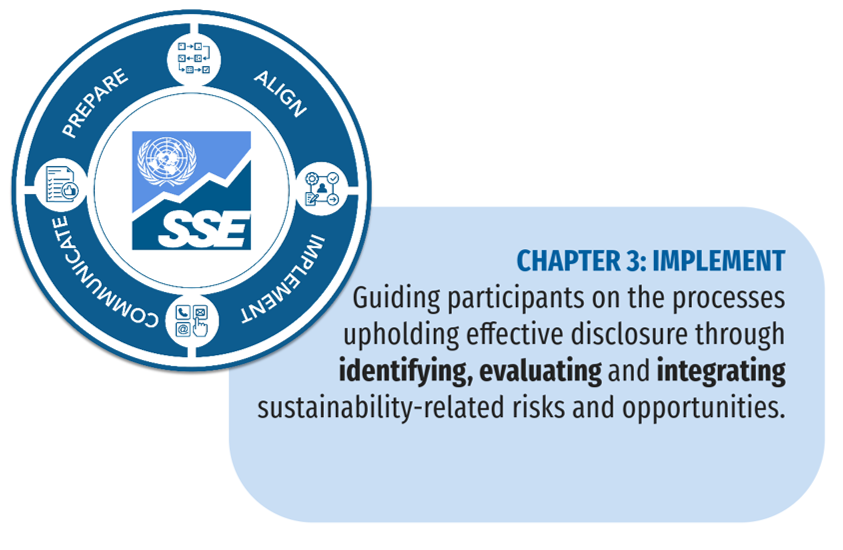 PREPARE
ALIGN
IMPLEMENT
COMMUNICATE
SSE
@
CHAPTER 3: IMPLEMENT
Guiding participants on the processes
upholding effective disclosure through
identifying, evaluating and integrating
sustainability-related risks and opportunities.